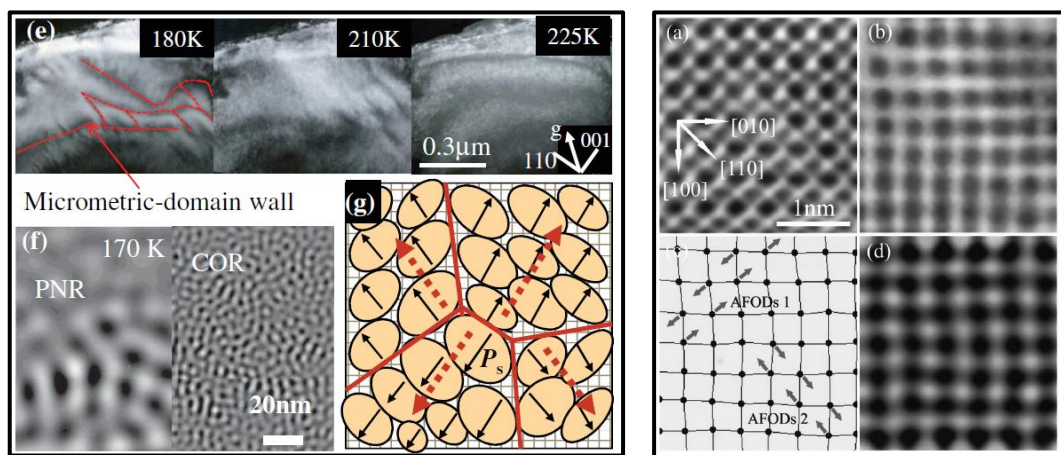 (e)
180K
210K
225K
0.3μm
g
110
001
Micrometric-domain wall
(f)
170 K
PNR
COR
20nm
(g)
Ps
(a)
[010]
[110]
[100]
1nm
(b)
AFODs 1
AFODs 2
(d)